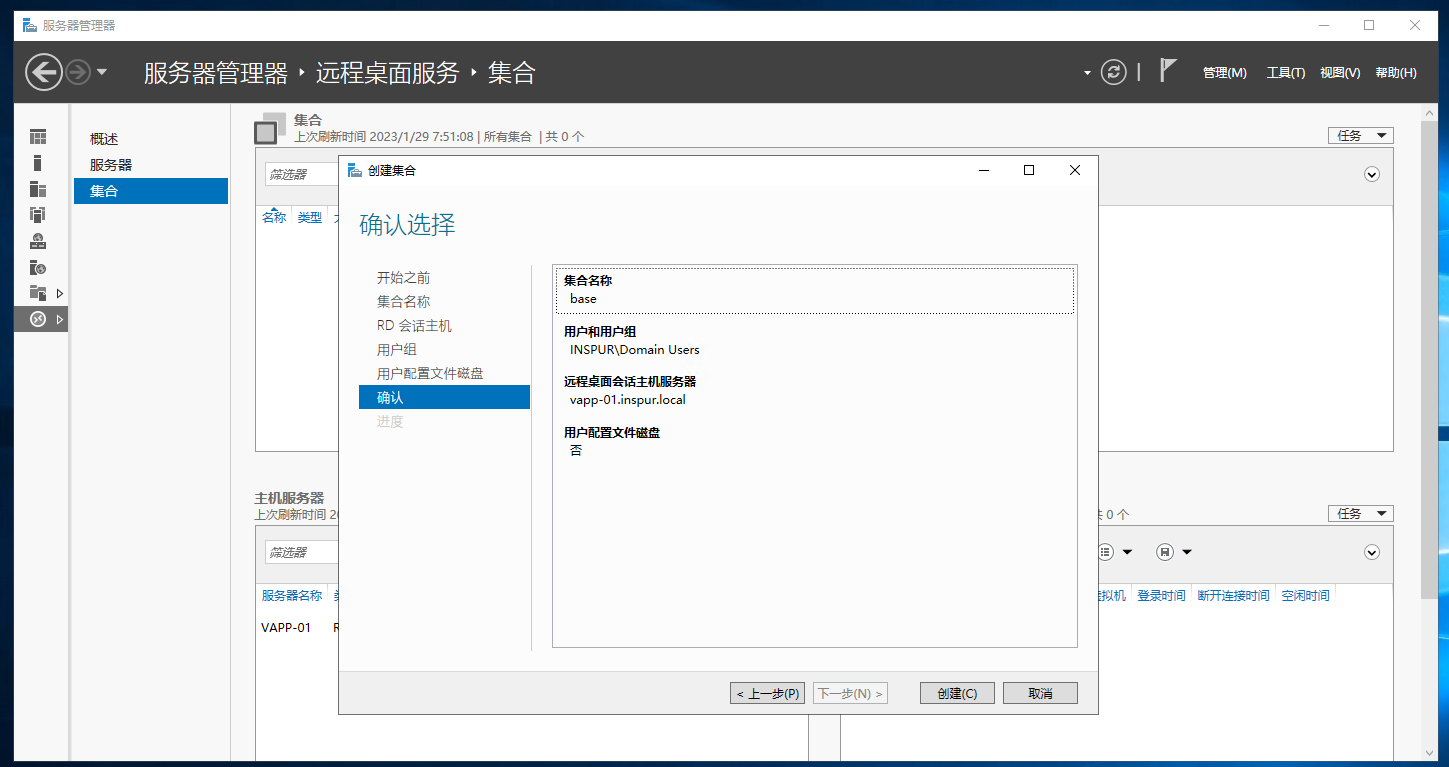 服务器管理器
服务器管理器 ‣ 远程桌面服务 ‣ 集合
管理(M) 工具(T) 视图(V) 帮助(H)
概述
服务器
集合
集合
上次刷新时间 2023/1/29 7:51:08 | 所有集合 | 共 0 个
任务
筛选器
名称 类型
创建集合
确认选择
开始之前
集合名称
RD 会话主机
用户组
用户配置文件磁盘
确认
进度
集合名称
base
用户和用户组
INSPUR\Domain Users
远程桌面会话主机服务器
vapp-01.inspur.local
用户配置文件磁盘
否
< 上一步(P) 下一步(N) > 创建(C) 取消
主机服务器
上次刷新时间
共 0 个
任务
筛选器
服务器名称
拟机 登录时间 断开连接时间 空闲时间
VAPP-01